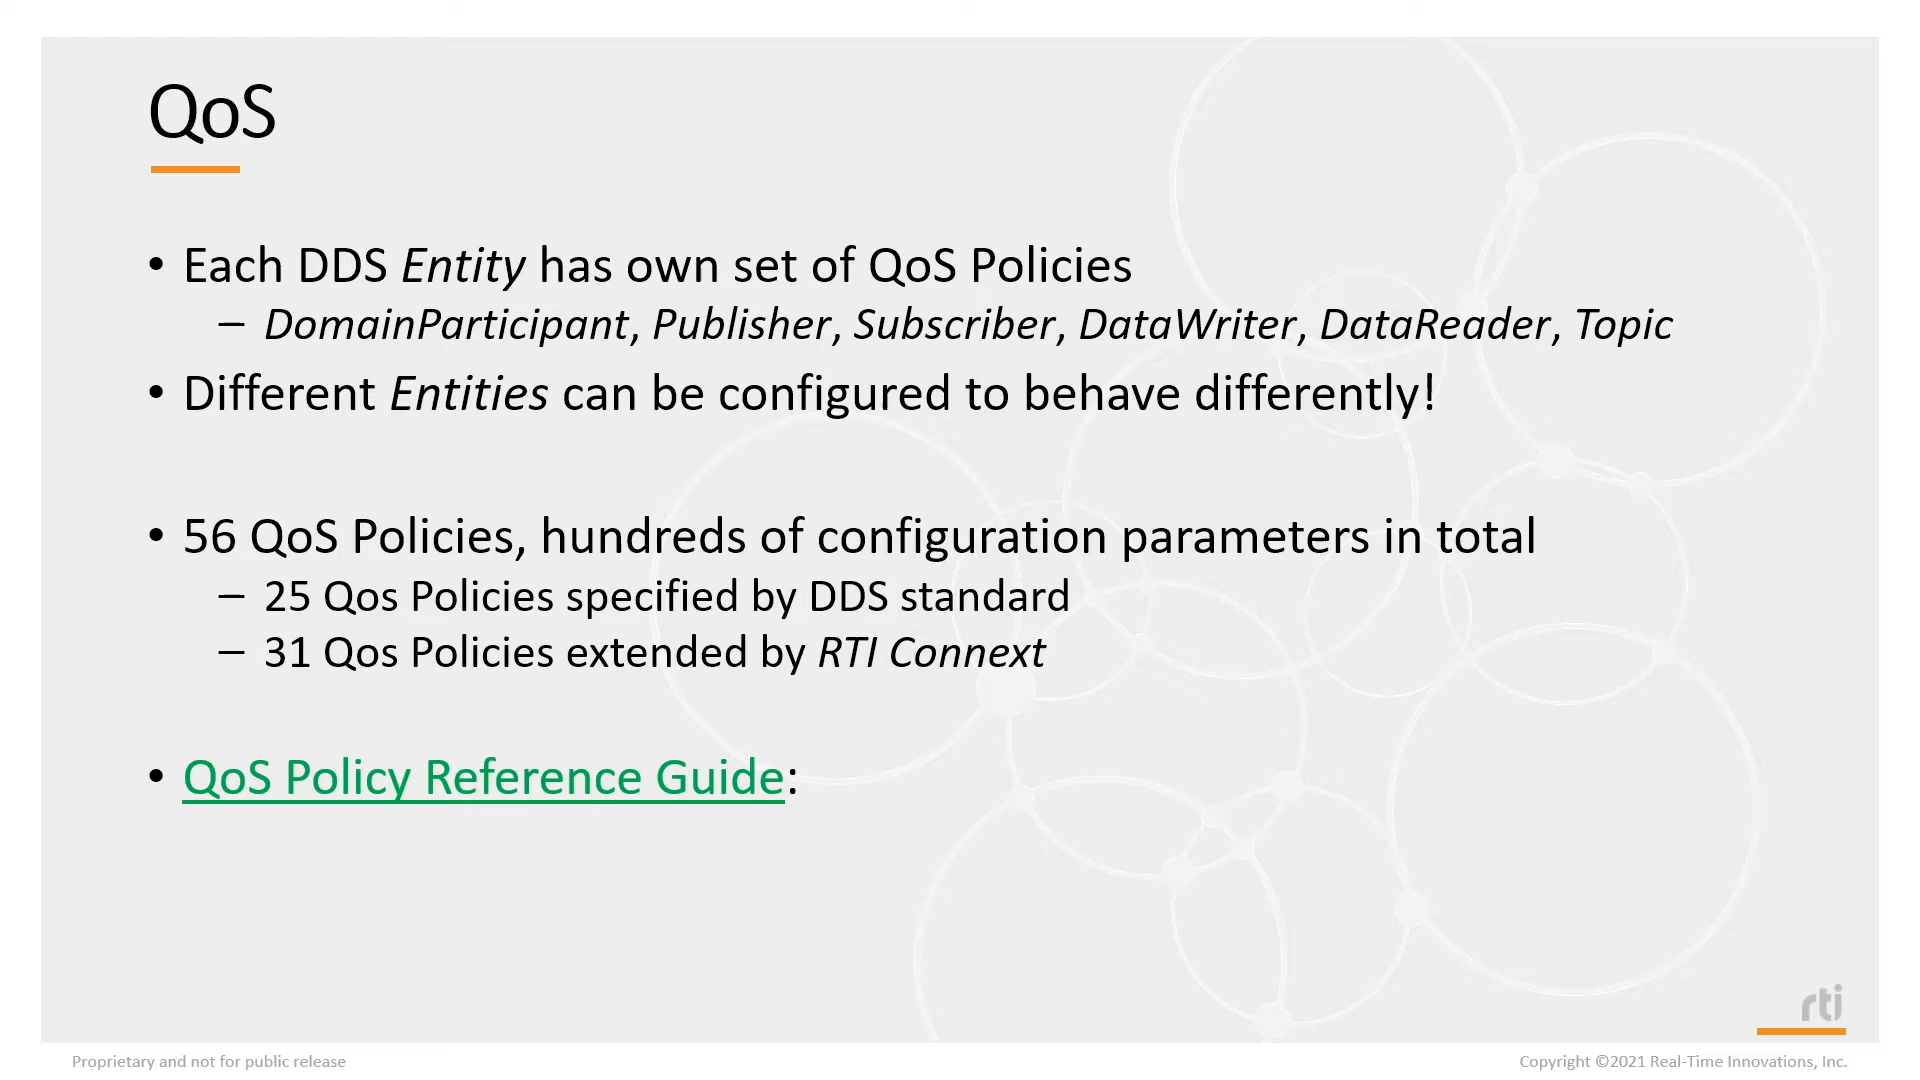 QoS
• Each DDS Entity has own set of QoS Policies
– DomainParticipant, Publisher, Subscriber, DataWriter, DataReader, Topic
• Different Entities can be configured to behave differently!
• 56 QoS Policies, hundreds of configuration parameters in total
– 25 Qos Policies specified by DDS standard
– 31 Qos Policies extended by RTI Connext
• QoS Policy Reference Guide:
rti
Proprietary and not for public release
Copyright ©2021 Real-Time Innovations, Inc.